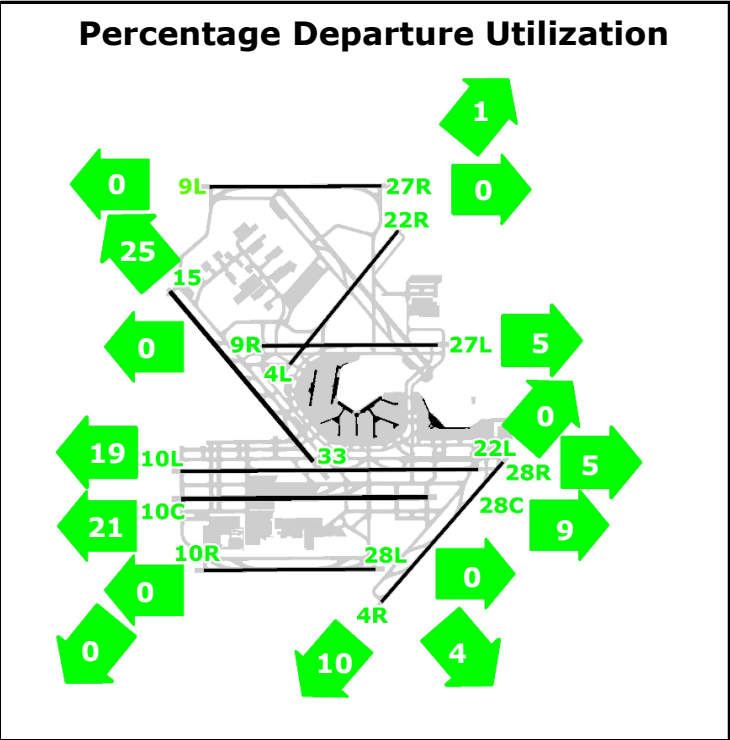 Percentage Departure Utilization
1
0
9L
27R
0
22R
25
15
0
9R
27L
5
4L
0
19
10L
33
22L
28R
5
21
10C
28C
9
10R
28L
0
0
4R
0
10
4